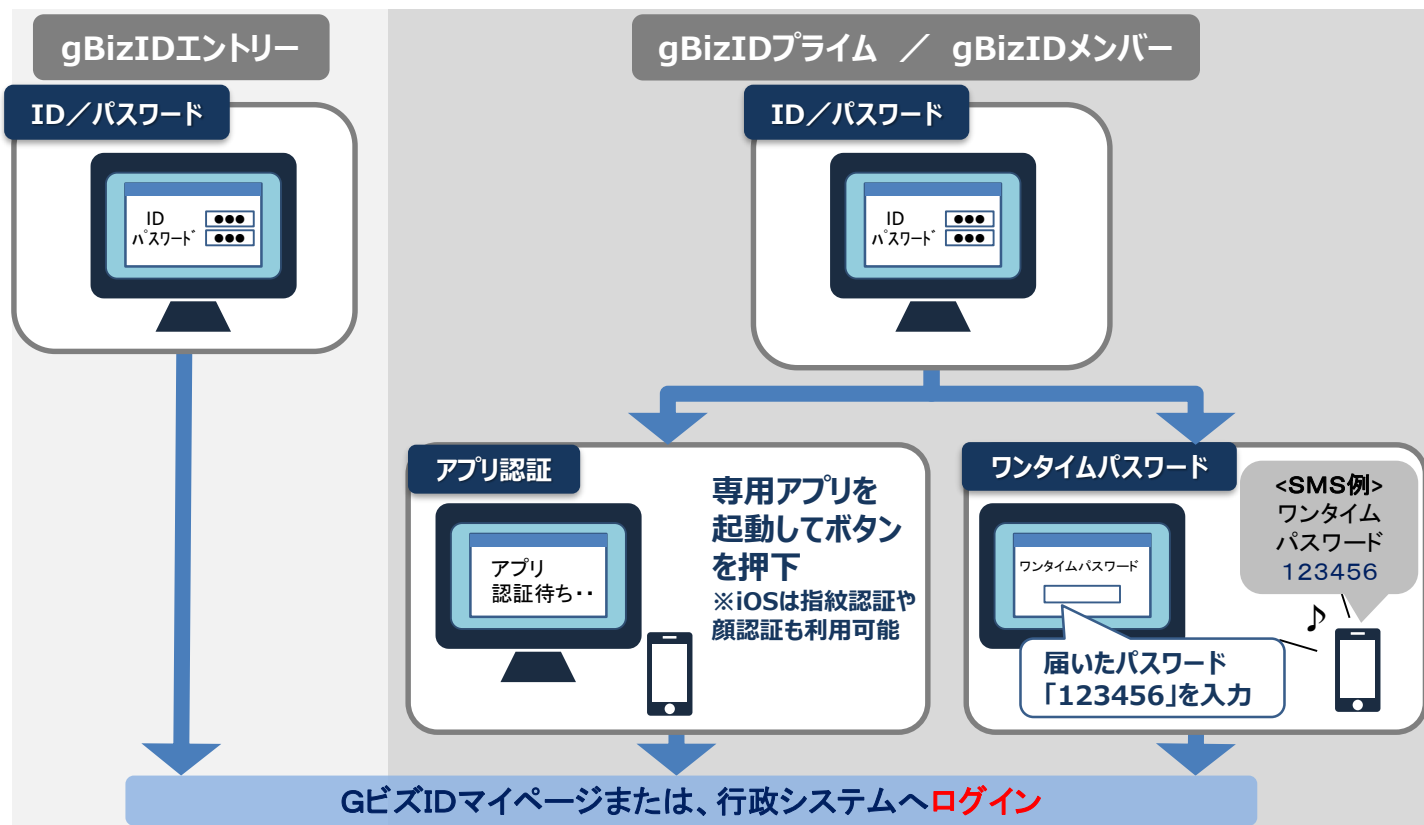 gBizIDエントリー
gBizIDプライム ／ gBizIDメンバー
ID／パスワード
ID
●●●
パスワード
●●●
ID／パスワード
ID
●●●
パスワード
●●●
アプリ認証
アプリ
認証待ち・・
専用アプリを
起動してボタン
を押下
※iOSは指紋認証や
顔認証も利用可能
ワンタイムパスワード
ワンタイムパスワード
<SMS例>
ワンタイム
パスワード
123456
♪
届いたパスワード
「123456」を入力
GビズIDマイページまたは、行政システムへログイン